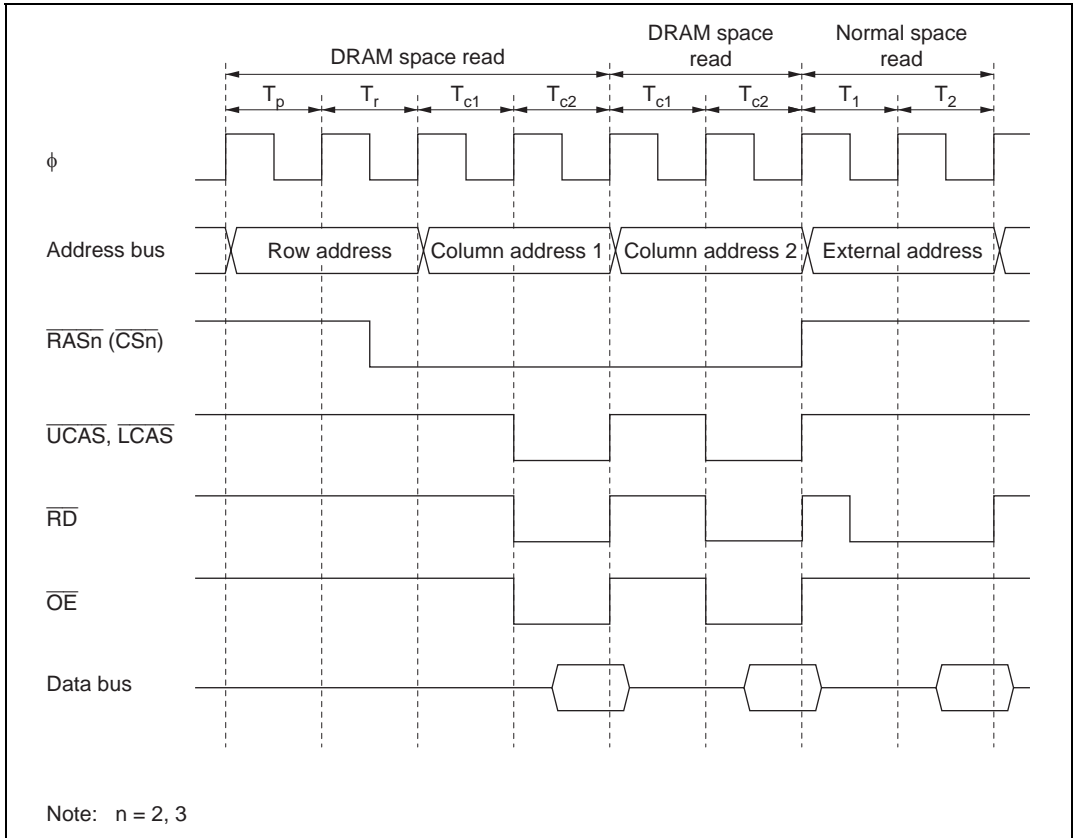 DRAM space read
DRAM space
read
Normal space
read
Tp Tr Tc1 Tc2 Tc1 Tc2 T1 T2
ϕ
Address bus
Row address Column address 1 Column address 2 External address
RASn (CSn)
UCAS, LCAS
RD
OE
Data bus
Note: n = 2, 3